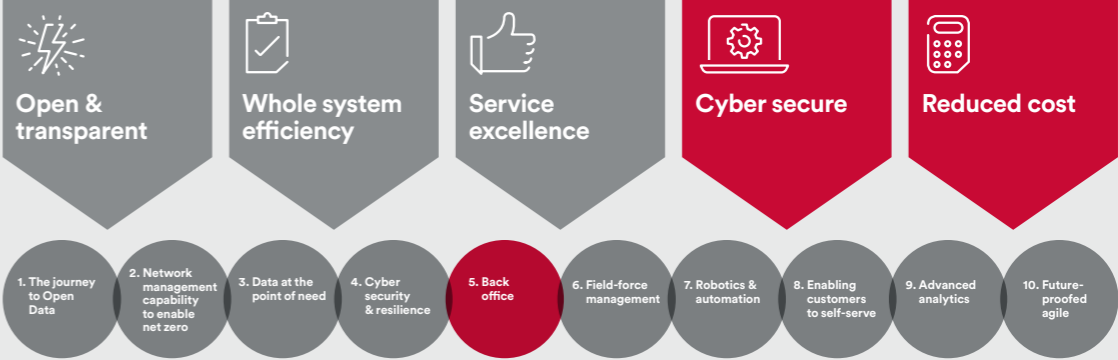 Open &
transparent
Whole system
efficiency
Service
excellence
Cyber secure
Reduced cost
1. The journey
to Open
Data
2. Network
management
capability
to enable
net zero
3. Data at the
point of need
4. Cyber
security
& resilience
5. Back
office
6. Field-force
management
7. Robotics &
automation
8. Enabling
customers
to self-serve
9. Advanced
analytics
10. Future-
proofed
agile